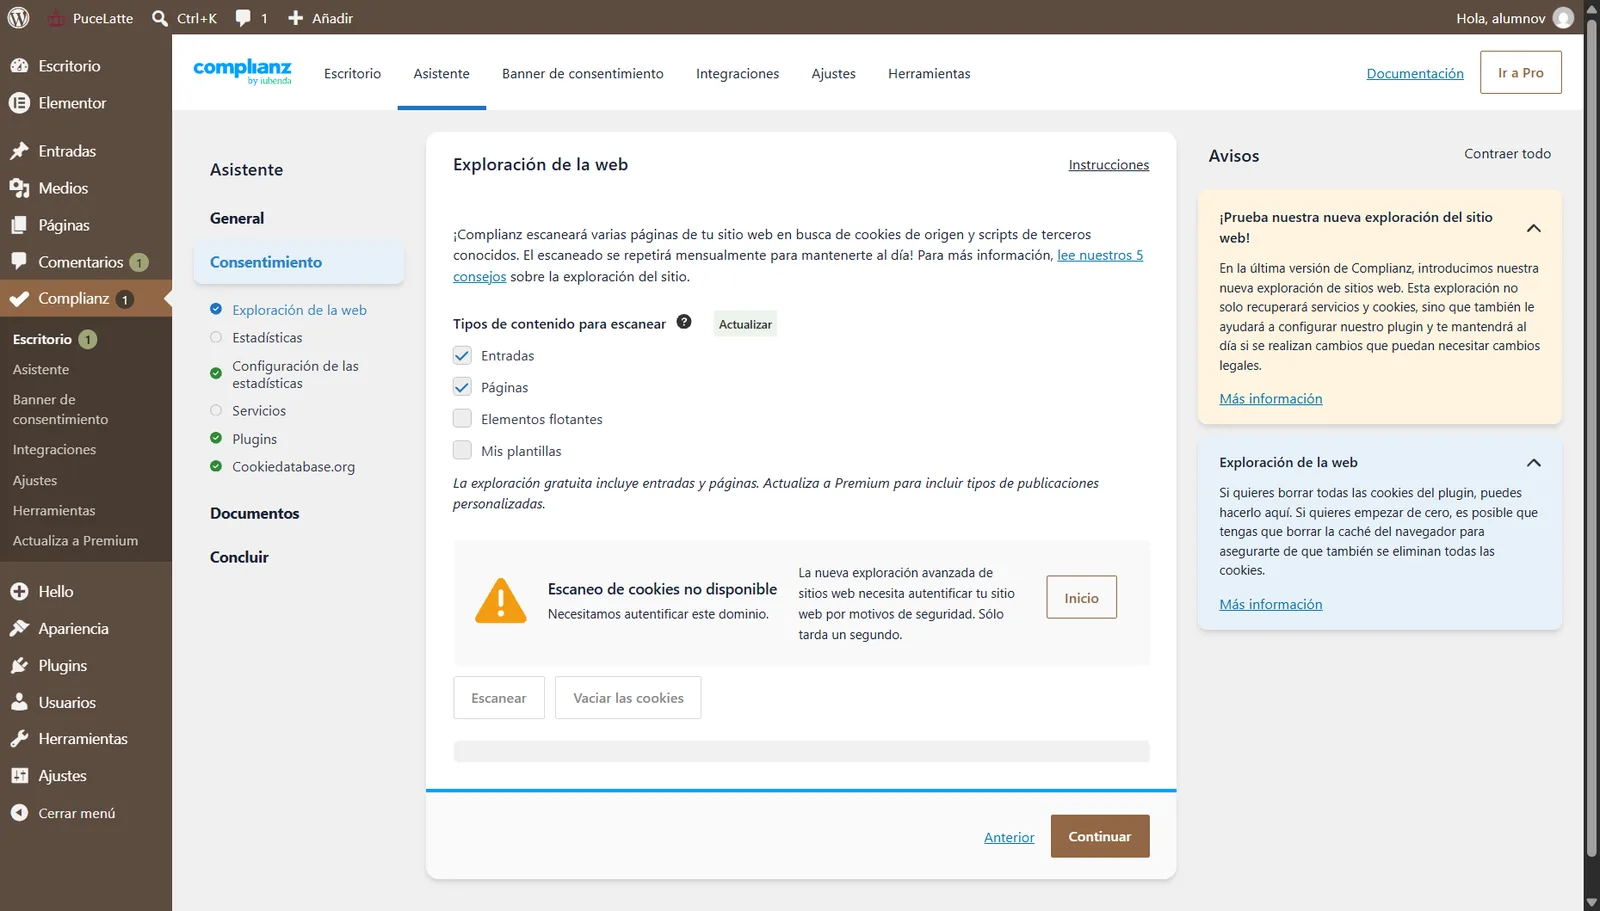 PuceLatte
Ctrl+K
1
Añadir
Hola, alumnov
Escritorio
Elementor
Entradas
Medios
Páginas
Comentarios 1
Complianz 1
Escritorio 1
Asistente
Banner de
consentimiento
Integraciones
Ajustes
Herramientas
Actualiza a Premium
Hello
Apariencia
Plugins
Usuarios
Herramientas
Ajustes
Cerrar menú
complianz
by iubenda
Escritorio
Asistente
Banner de consentimiento
Integraciones
Ajustes
Herramientas
Documentación
Ir a Pro
Asistente
General
Consentimiento
Exploración de la web
Estadísticas
Configuración de las
estadísticas
Servicios
Plugins
Cookiedatabase.org
Documentos
Concluir
Exploración de la web
Instrucciones
¡Complianz escaneará varias páginas de tu sitio web en busca de cookies de origen y scripts de terceros
conocidos. El escaneado se repetirá mensualmente para mantenerte al día! Para más información, lee nuestros 5
consejos sobre la exploración del sitio.
Tipos de contenido para escanear ? Actualizar
Entradas
Páginas
Elementos flotantes
Mis plantillas
La exploración gratuita incluye entradas y páginas. Actualiza a Premium para incluir tipos de publicaciones
personalizadas.
Escaneo de cookies no disponible
Necesitamos autentificar este dominio.
La nueva exploración avanzada de
sitios web necesita autentificar tu sitio
web por motivos de seguridad. Sólo
tarda un segundo.
Inicio
Escanear
Vaciar las cookies
Anterior
Continuar
Avisos
Contraer todo
¡Prueba nuestra nueva exploración del sitio
web!
En la última versión de Complianz, introducimos nuestra
nueva exploración de sitios web. Esta exploración no
solo recuperará servicios y cookies, sino que también le
ayudará a configurar nuestro plugin y te mantendrá al
día si se realizan cambios que puedan necesitar cambios
legales.
Más información
Exploración de la web
Si quieres borrar todas las cookies del plugin, puedes
hacerlo aquí. Si quieres empezar de cero, es posible que
tengas que borrar la caché del navegador para
asegurarte de que también se eliminan todas las
cookies.
Más información